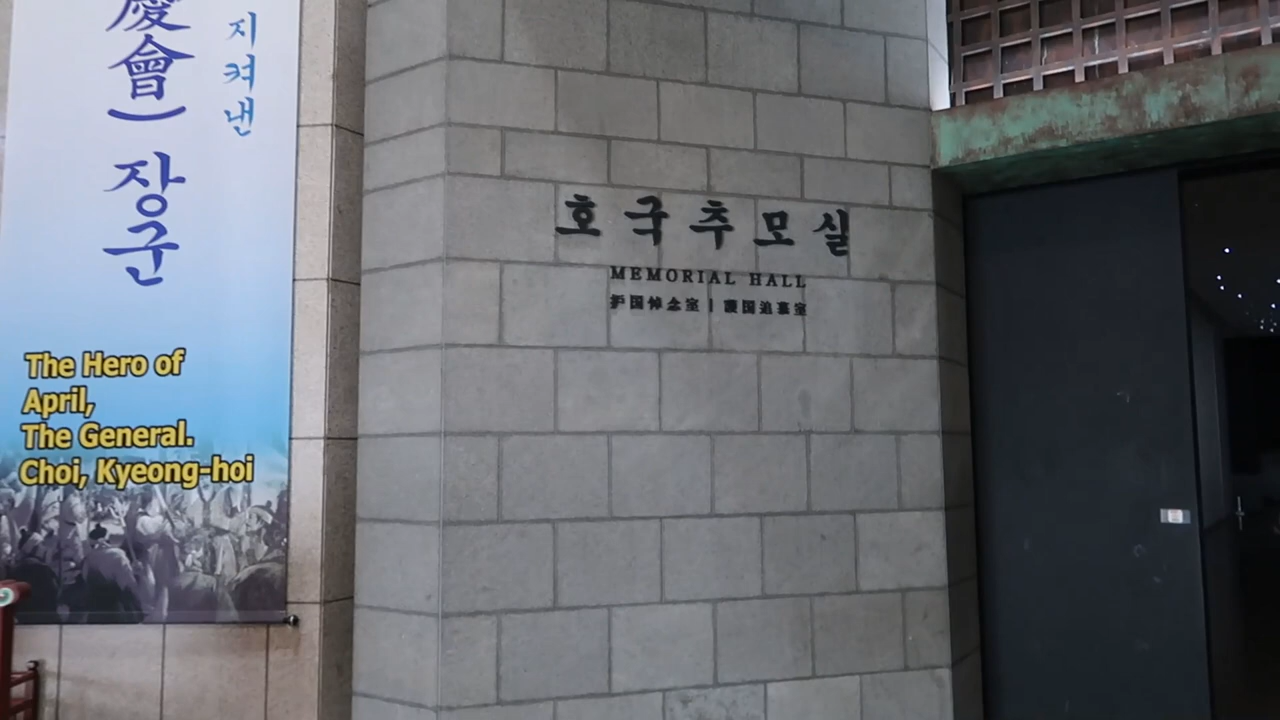 慶會) 장군
지켜낸
The Hero of
April,
The General.
Choi, Kyeong-hoi
호국추모실
MEMORIAL HALL
护国悼念室 | 護国追慕室